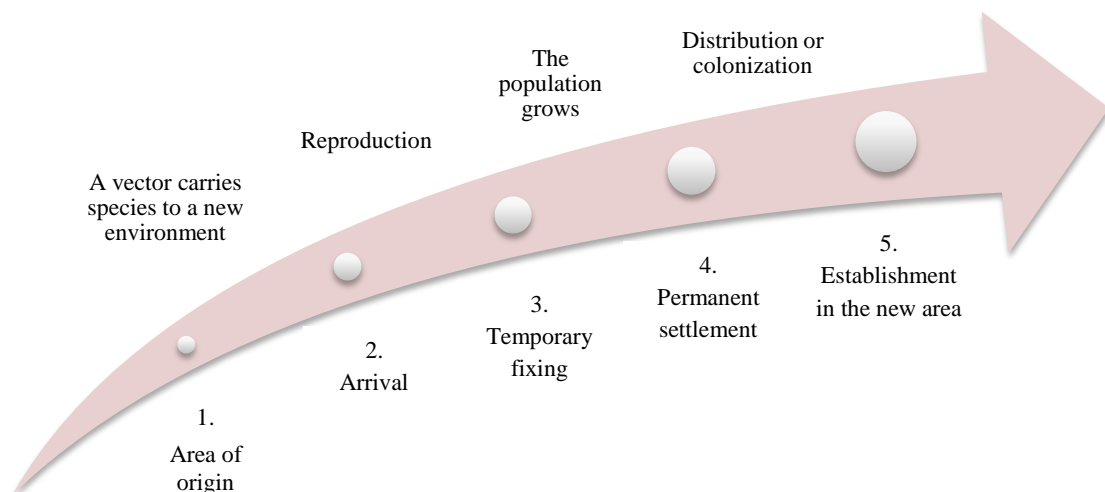 Distribution or
colonization
The
population
grows
Reproduction
A vector carries
species to a new
environment
1.
Area of
origin
2.
Arrival
3.
Temporary
fixing
4.
Permanent
settlement
5.
Establishment
in the new area